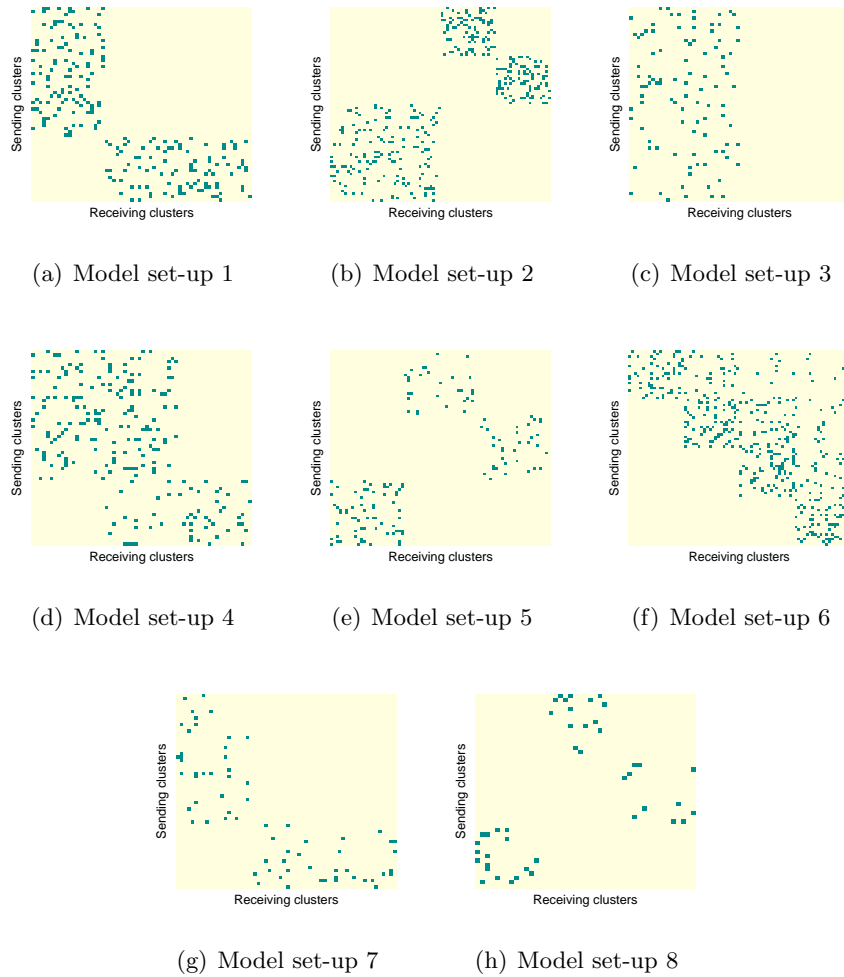 Sending clusters
Sending clusters
Sending clusters
Receiving clusters
Receiving clusters
Receiving clusters
(a) Model set-up 1
(b) Model set-up 2
(c) Model set-up 3
Sending clusters
Sending clusters
Sending clusters
Receiving clusters
Receiving clusters
Receiving clusters
(d) Model set-up 4
(e) Model set-up 5
(f) Model set-up 6
Sending clusters
Sending clusters
Receiving clusters
Receiving clusters
(g) Model set-up 7
(h) Model set-up 8